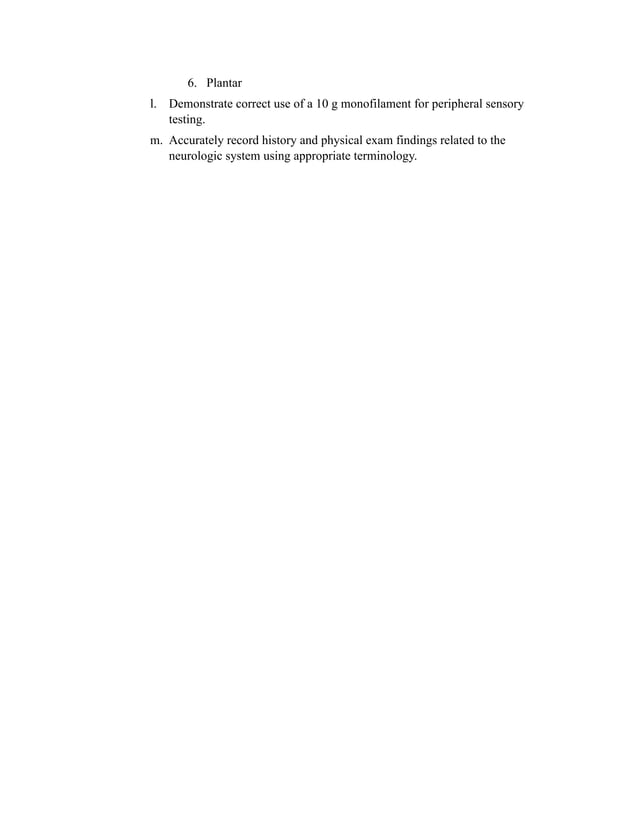 6. Plantar
l. Demonstrate correct use of a 10 g monofilament for peripheral sensory
testing.
m. Accurately record history and physical exam findings related to the
neurologic system using appropriate terminology.